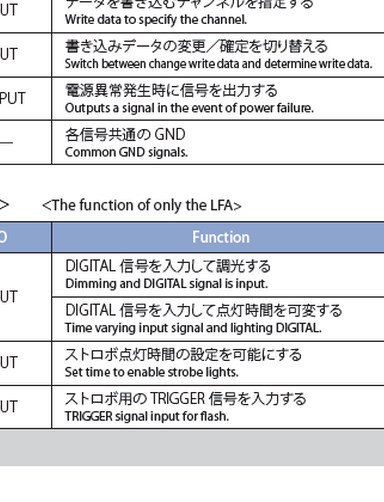 データを書き込むチャンネルを指定する
UT
Write data to specify the channel.
書き込みデータの変更／確定を切り替える
UT
Switch between change write data and determine write data.
電源異常発生時に信号を出力する
PUT
Outputs a signal in the event of power failure.
各信号共通の GND
—
Common GND signals.
> <The function of only the LFA>
O Function
DIGITAL 信号を入力して調光する
Dimming and DIGITAL signal is input.
UT
DIGITAL 信号を入力して点灯時間を可変する
Time varying input signal and lighting DIGITAL.
ストロボ点灯時間の設定を可能にする
UT
Set time to enable strobe lights.
ストロボ用の TRIGGER 信号を入力する
UT
TRIGGER signal input for flash.